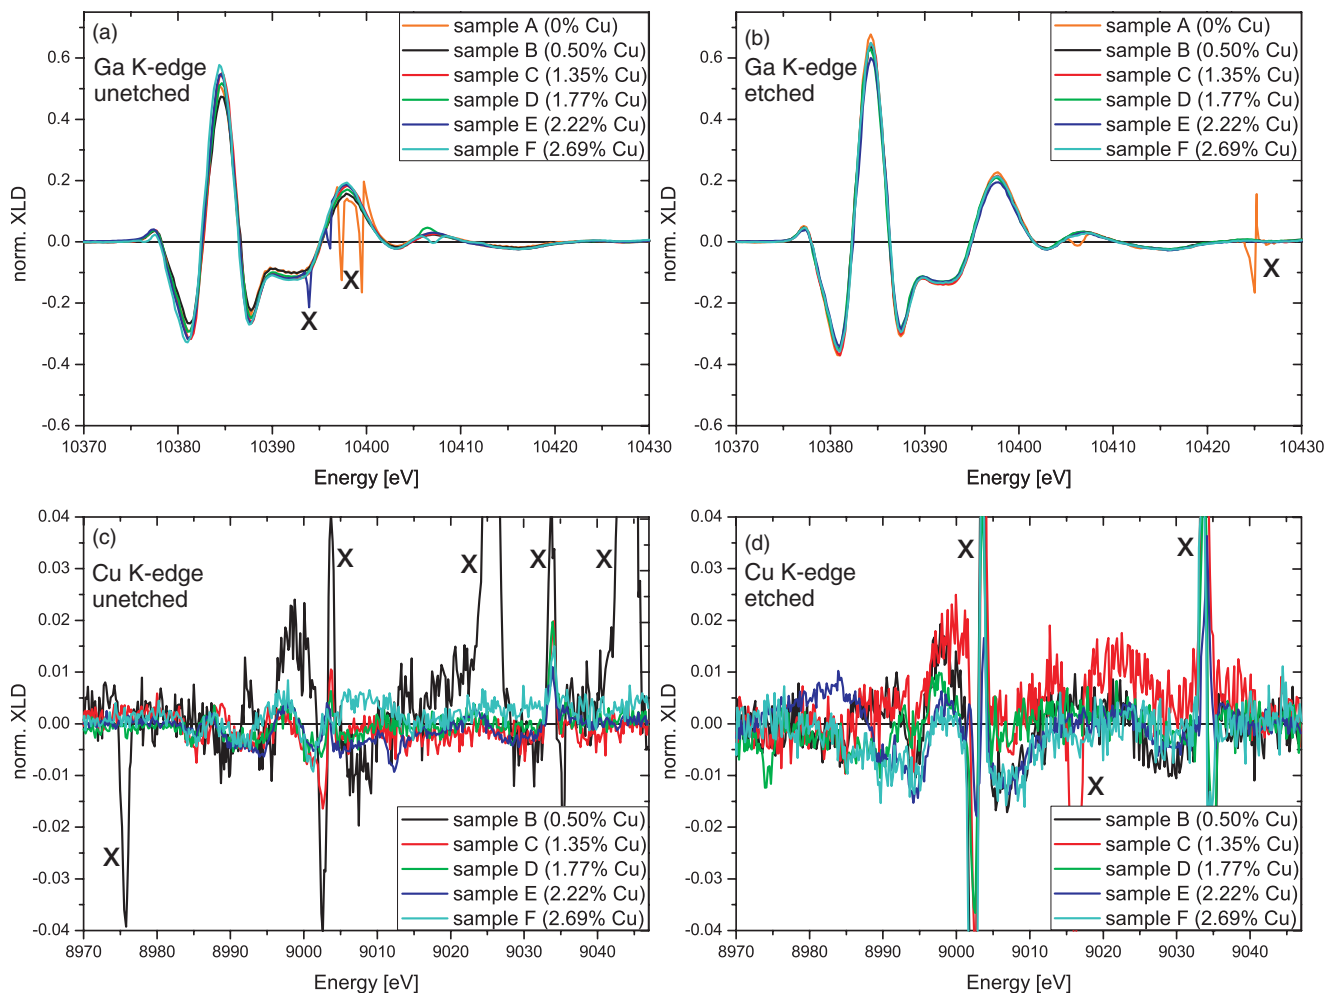 (a)
Ga K-edge
unetched
sample A (0% Cu)
sample B (0.50% Cu)
sample C (1.35% Cu)
sample D (1.77% Cu)
sample E (2.22% Cu)
sample F (2.69% Cu)
norm. XLD
0.6
0.4
0.2
0.0
-0.2
-0.4
-0.6
X
X
10370
10380
10390
10400
10410
10420
10430
Energy [eV]
(b)
Ga K-edge
etched
sample A (0% Cu)
sample B (0.50% Cu)
sample C (1.35% Cu)
sample D (1.77% Cu)
sample E (2.22% Cu)
sample F (2.69% Cu)
norm. XLD
0.6
0.4
0.2
0.0
-0.2
-0.4
-0.6
X
10370
10380
10390
10400
10410
10420
10430
Energy [eV]
(c)
Cu K-edge
unetched
norm. XLD
0.04
0.03
0.02
0.01
0.00
-0.01
-0.02
-0.03
-0.04
X
X
X
X
X
sample B (0.50% Cu)
sample C (1.35% Cu)
sample D (1.77% Cu)
sample E (2.22% Cu)
sample F (2.69% Cu)
8970
8980
8990
9000
9010
9020
9030
9040
Energy [eV]
(d)
Cu K-edge
etched
norm. XLD
0.04
0.03
0.02
0.01
0.00
-0.01
-0.02
-0.03
-0.04
X
X
X
sample B (0.50% Cu)
sample C (1.35% Cu)
sample D (1.77% Cu)
sample E (2.22% Cu)
sample F (2.69% Cu)
8970
8980
8990
9000
9010
9020
9030
9040
Energy [eV]